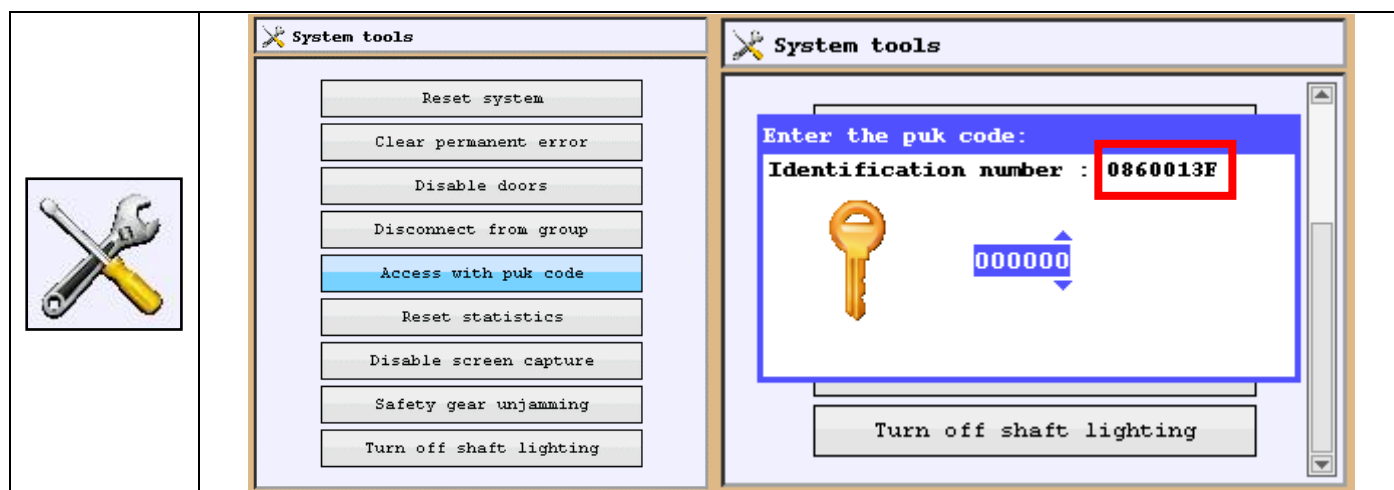 System tools
Reset system
Clear permanent error
Disable doors
Disconnect from group
Access with puk code
Reset statistics
Disable screen capture
Safety gear unjamming
Turn off shaft lighting
System tools
Enter the puk code:
Identification number : 0860013F
000000
Turn off shaft lighting